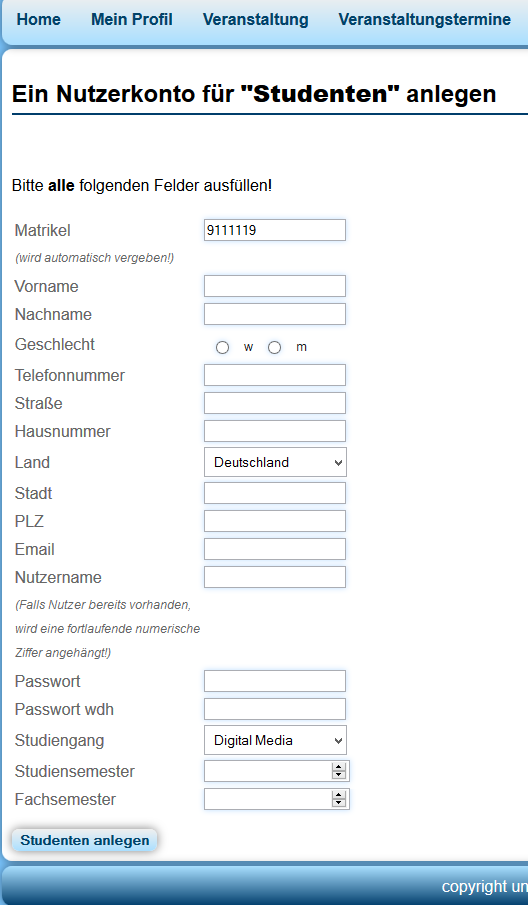 Home Mein Profil Veranstaltung Veranstaltungstermine
Ein Nutzerkonto für "Studenten" anlegen
Bitte alle folgenden Felder ausfüllen!
Matrikel 9111119
(wird automatisch vergeben!)
Vorname
Nachname
Geschlecht w m
Telefonnummer
Straße
Hausnummer
Land Deutschland
Stadt
PLZ
Email
Nutzername
(Falls Nutzer bereits vorhanden,
wird eine fortlaufende numerische
Ziffer angehängt!)
Passwort
Passwort wdh
Studiengang Digital Media
Studiensemester
Fachsemester
Studenten anlegen
copyright